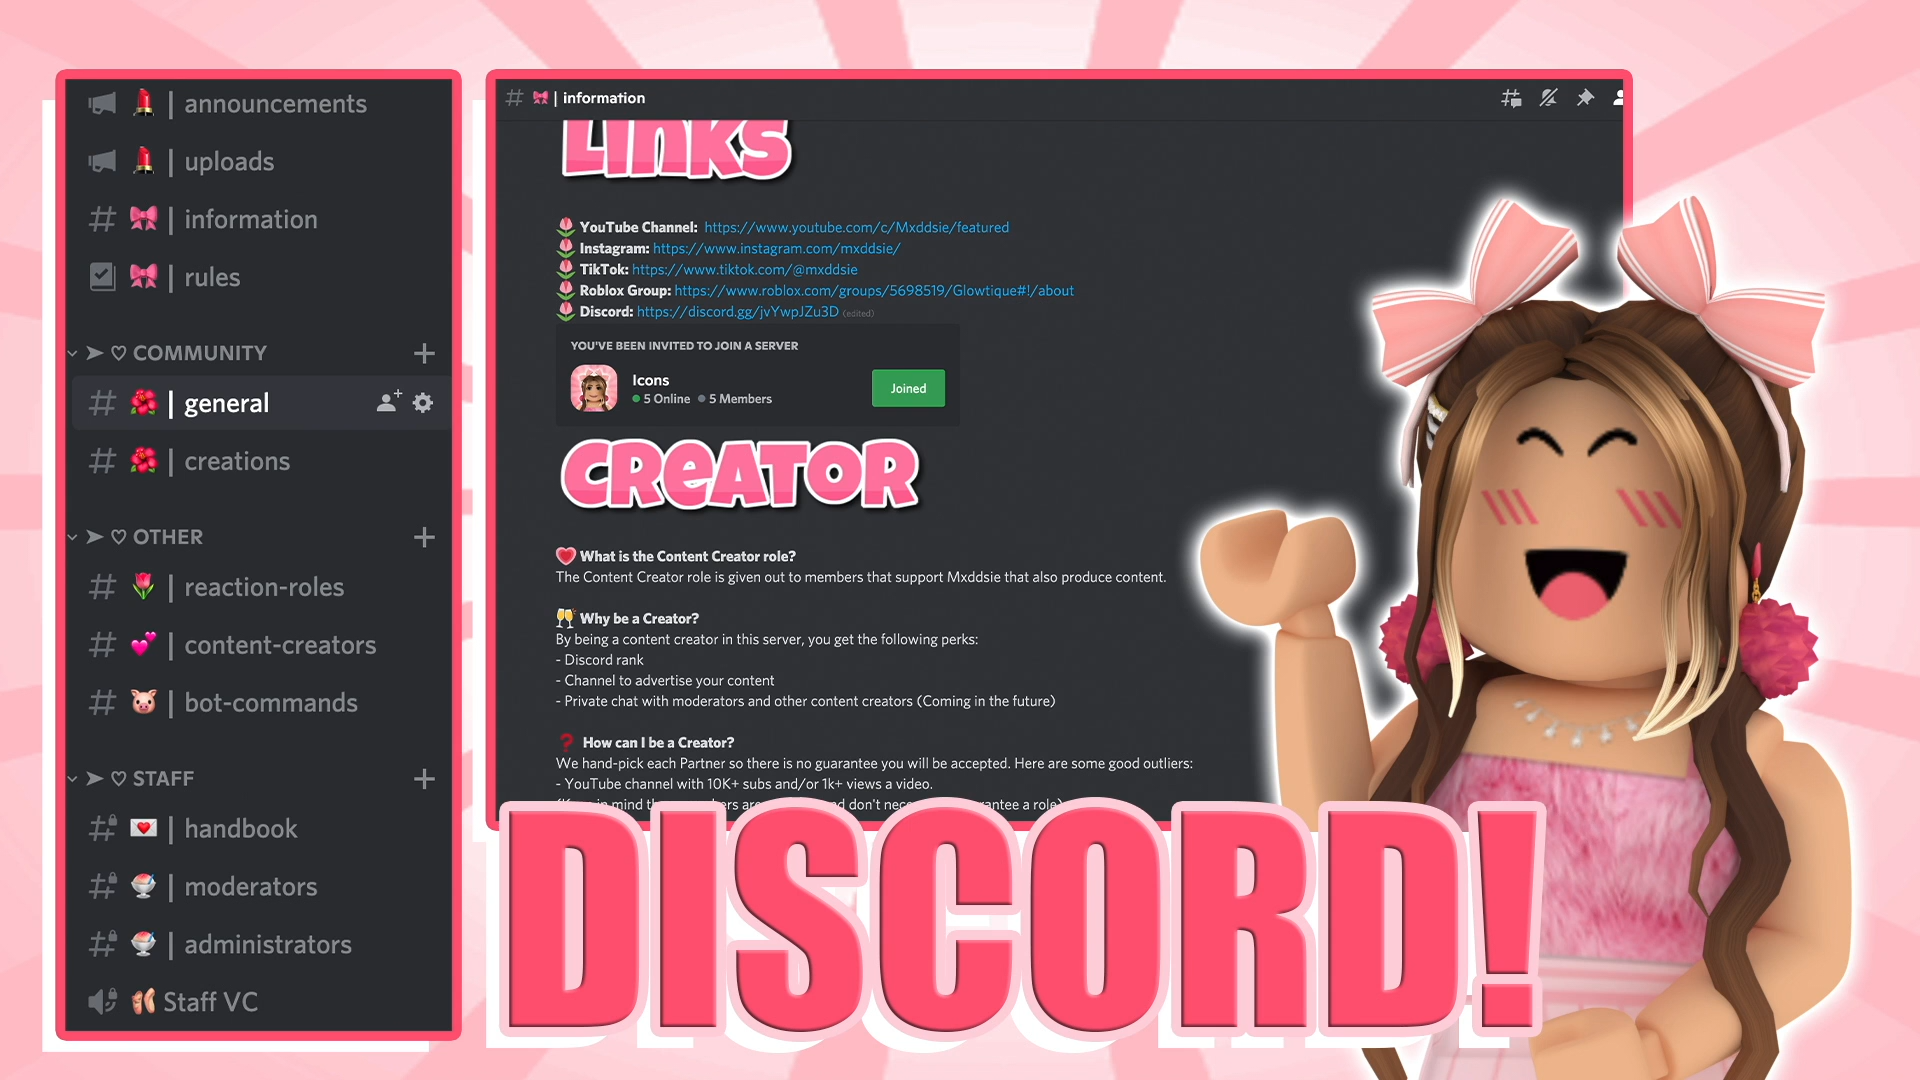 | announcements
| uploads
# | information
| rules
➤ ♡ COMMUNITY +
# | general
# | creations
➤ ♡ OTHER +
# | reaction-roles
# | content-creators
# | bot-commands
➤ ♡ STAFF +
# | handbook
# | moderators
# | administrators
Staff VC
# | information
Links
YouTube Channel: https://www.youtube.com/c/Mxddsie/featured
Instagram: https://www.instagram.com/mxddsie/
TikTok: https://www.tiktok.com/@mxddsie
Roblox Group: https://www.roblox.com/groups/5698519/Glowtique#!/about
Discord: https://discord.gg/jvYwpJZu3D (edited)
YOU'VE BEEN INVITED TO JOIN A SERVER
Icons
5 Online 5 Members
Joined
CReATOR
What is the Content Creator role?
The Content Creator role is given out to members that support Mxddsie that also produce content.
Why be a Creator?
By being a content creator in this server, you get the following perks:
- Discord rank
- Channel to advertise your content
- Private chat with moderators and other content creators (Coming in the future)
? How can I be a Creator?
We hand-pick each Partner so there is no guarantee you will be accepted. Here are some good outliers:
- YouTube channel with 10K+ subs and/or 1k+ views a video.
in mind don't a role)
DISCORD!